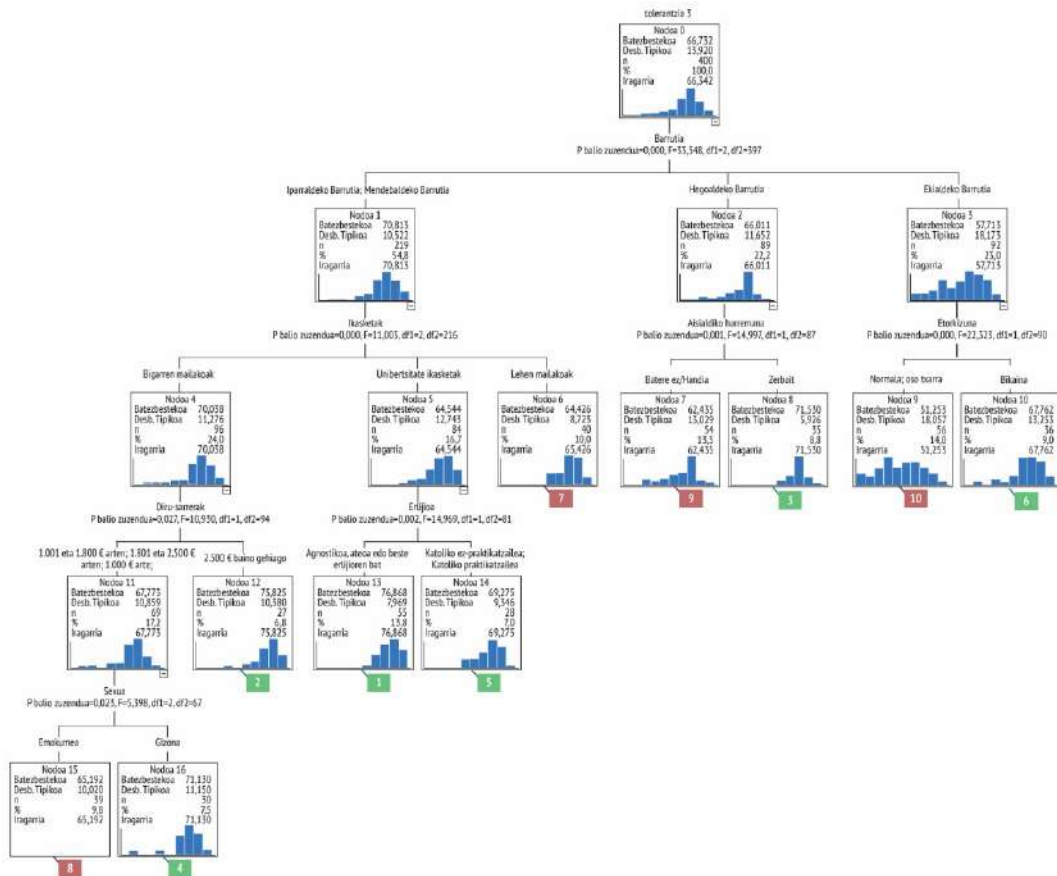 tolerantzia 3
Nodoa 0
Batezbestekoa 66,732
Desb. Tipikoa 13,920
n 400
% 100,0
Iragarria 66,342
Barrutia
P balio zuzendua=0,000, F=33,348, df1=2, df2=397
Iparraldeko Barrutia; Mendebaldeko Barrutia
Hegoaldeko Barrutia
Ekialdeko Barrutia
Nodoa 1
Batezbestekoa 70,813
Desb. Tipikoa 10,522
n 219
% 54,8
Iragarria 70,813
Nodoa 2
Batezbestekoa 66,011
Desb. Tipikoa 11,652
n 89
% 22,2
Iragarria 66,011
Nodoa 3
Batezbestekoa 57,713
Desb. Tipikoa 18,173
n 92
% 23,0
Iragarria 57,713
Ikasketak
P balio zuzendua=0,000, F=11,003, df1=2, df2=216
Aisialdiko harremana
P balio zuzendua=0,001, F=14,997, df1=1, df2=87
Etorkizuna
P balio zuzendua=0,000, F=22,323, df1=1, df2=90
Bigarren mailakoak
Unibertsitate ikasketak
Lehen mailakoak
Batere ez/Handia
Zerbait
Normala; oso txarra
Bikaina
Nodoa 4
Batezbestekoa 70,038
Desb. Tipikoa 11,276
n 96
% 24,0
Iragarria 70,038
Nodoa 5
Batezbestekoa 64,544
Desb. Tipikoa 12,743
n 84
% 16,7
Iragarria 64,544
Nodoa 6
Batezbestekoa 64,426
Desb. Tipikoa 8,723
n 40
% 10,0
Iragarria 65,426
7
Nodoa 7
Batezbestekoa 62,435
Desb. Tipikoa 13,029
n 54
% 13,5
Iragarria 62,435
9
Nodoa 8
Batezbestekoa 71,530
Desb. Tipikoa 5,926
n 35
% 8,8
Iragarria 71,530
3
Nodoa 9
Batezbestekoa 51,253
Desb. Tipikoa 18,057
n 56
% 14,0
Iragarria 51,253
10
Nodoa 10
Batezbestekoa 67,762
Desb. Tipikoa 13,253
n 36
% 9,0
Iragarria 67,762
6
Diru-sarrerak
P balio zuzendua=0,027, F=10,930, df1=1, df2=94
Erlijioa
P balio zuzendua=0,002, F=14,969, df1=1, df2=81
1.001 eta 1.800 € arten; 1.801 eta 2.500 €
arten; 1.000 € arte;
2.500 € baino gehiago
Agnostikoa, ateoa edo beste
erlijioren bat
Katoliko ez-praktikatzailea;
Katoliko praktikatzailea
Nodoa 11
Batezbestekoa 67,773
Desb. Tipikoa 10,859
n 69
% 17,2
Iragarria 67,773
Nodoa 12
Batezbestekoa 75,825
Desb. Tipikoa 10,380
n 27
% 6,8
Iragarria 75,825
2
Nodoa 13
Batezbestekoa 76,868
Desb. Tipikoa 7,969
n 55
% 13,8
Iragarria 76,868
1
Nodoa 14
Batezbestekoa 69,275
Desb. Tipikoa 9,346
n 28
% 7,0
Iragarria 69,275
5
Sexua
P balio zuzendua=0,023, F=5,398, df1=2, df2=67
Emakumea
Gizona
Nodoa 15
Batezbestekoa 65,192
Desb. Tipikoa 10,020
n 39
% 9,8
Iragarria 65,192
8
Nodoa 16
Batezbestekoa 71,130
Desb. Tipikoa 11,150
n 30
% 7,5
Iragarria 71,130
4